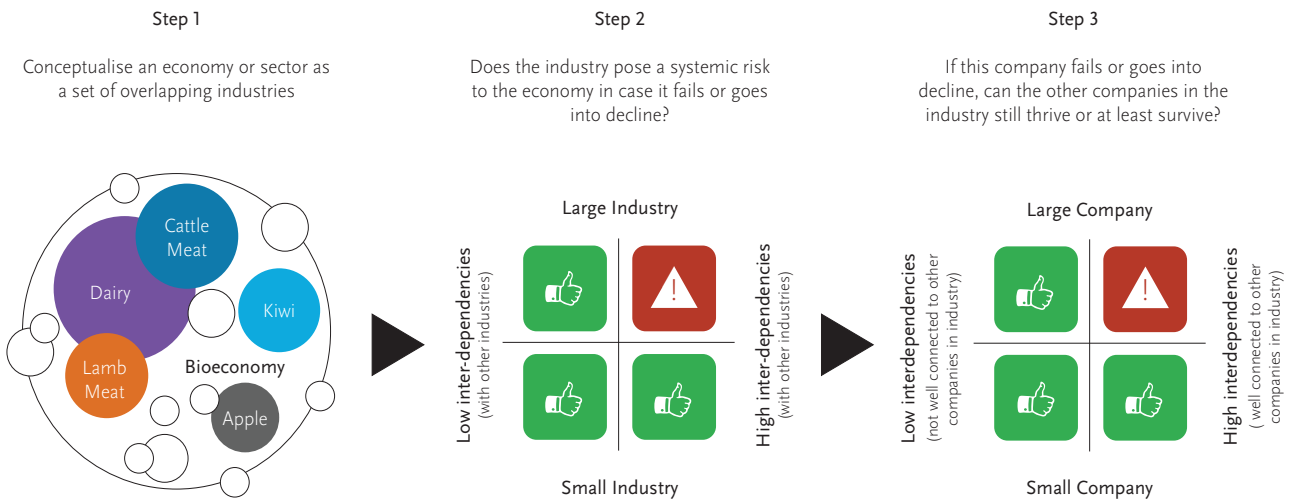 Step 1
Conceptualise an economy or sector as
a set of overlapping industries
Cattle
Meat
Dairy
Kiwi
Lamb
Meat
Bioeconomy
Apple
Step 2
Does the industry pose a systemic risk
to the economy in case it fails or goes
into decline?
Large Industry
Low inter-dependencies
(with other industries)
!
High inter-dependencies
(with other industries)
Small Industry
Step 3
If this company fails or goes into
decline, can the other companies in the
industry still thrive or at least survive?
Large Company
Low interdependencies
(not well connected to other
companies in industry)
!
High interdependencies
( well connected to other
companies in industry)
Small Company